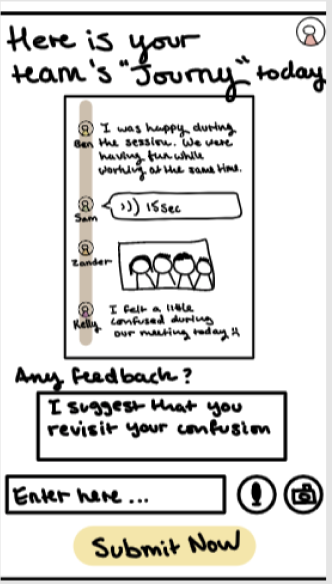 Here is your
team's "Journy" today
Ben
I was happy during
the session. We were
having fun while
working at the same time.
Sam
15 sec
Zander
Kelly
I felt a little
confused during
our meeting today :(
Any feedback?
I suggest that you
revisit your confusion
Enter here ...
Submit Now